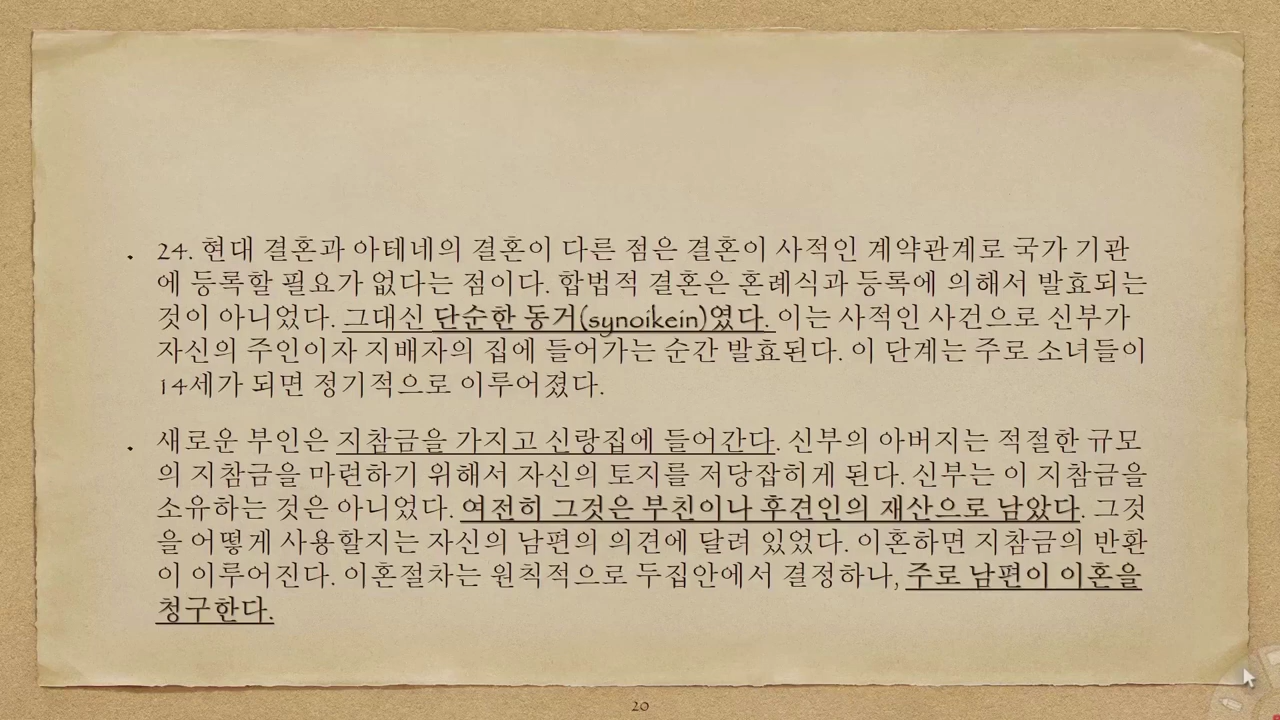 24. 현대 결혼과 아테네의 결혼이 다른 점은 결혼이 사적인 계약관계로 국가 기관
에 등록할 필요가 없다는 점이다. 합법적 결혼은 혼례식과 등록에 의해서 발효되는
것이 아니었다. 그대신 단순한 동거(synoikein)였다. 이는 사적인 사건으로 신부가
자신의 주인이자 지배자의 집에 들어가는 순간 발효된다. 이 단계는 주로 소녀들이
14세가 되면 정기적으로 이루어졌다.
새로운 부인은 지참금을 가지고 신랑집에 들어간다. 신부의 아버지는 적절한 규모
의 지참금을 마련하기 위해서 자신의 토지를 저당잡히게 된다. 신부는 이 지참금을
소유하는 것은 아니었다. 여전히 그것은 부친이나 후견인의 재산으로 남았다. 그것
을 어떻게 사용할지는 자신의 남편의 의견에 달려 있었다. 이혼하면 지참금의 반환
이 이루어진다. 이혼절차는 원칙적으로 두집안에서 결정하나, 주로 남편이 이혼을
청구한다.
20